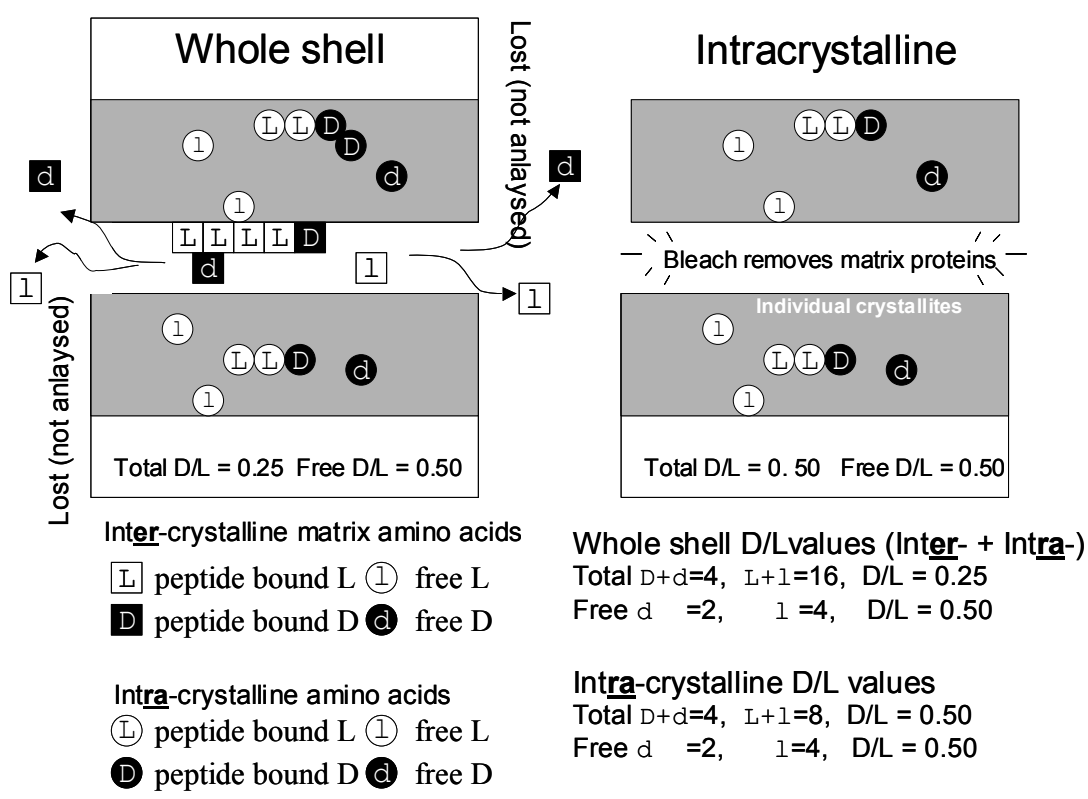 Whole shell
L L D
D
l
d
l
L L L L D
d
l
d
l
Lost (not anlaysed)
d
l
Lost (not anlaysed)
l
L L D
d
l
Total D/L = 0.25 Free D/L = 0.50
Intracrystalline
L L D
l
d
l
Bleach removes matrix proteins
Individual crystallites
l
L L D
d
l
Total D/L = 0. 50 Free D/L = 0.50
Inter-crystalline matrix amino acids
L peptide bound L l free L
D peptide bound D d free D
Intra-crystalline amino acids
L peptide bound L l free L
D peptide bound D d free D
Whole shell D/Lvalues (Inter- + Intra-)
Total D+d=4, L+l=16, D/L = 0.25
Free d =2, l =4, D/L = 0.50
Intra-crystalline D/L values
Total D+d=4, L+l=8, D/L = 0.50
Free d =2, l=4, D/L = 0.50